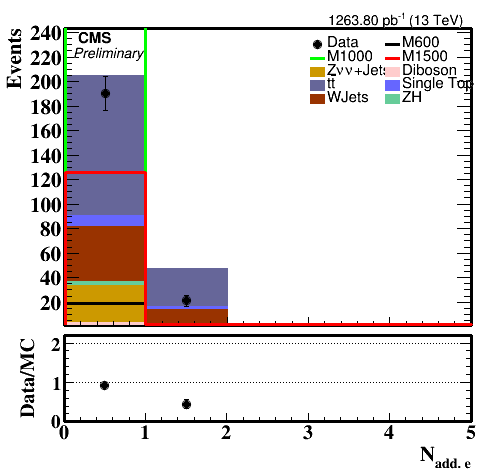 1263.80 pb⁻¹ (13 TeV)
CMS
Preliminary
Events
240
220
200
180
160
140
120
100
80
60
40
20
Data
M600
M1000
M1500
Zνν+Jets
Diboson
tt
Single Top
WJets
ZH
Data/MC
2
1
0
0 1 2 3 4 5
N_add. e